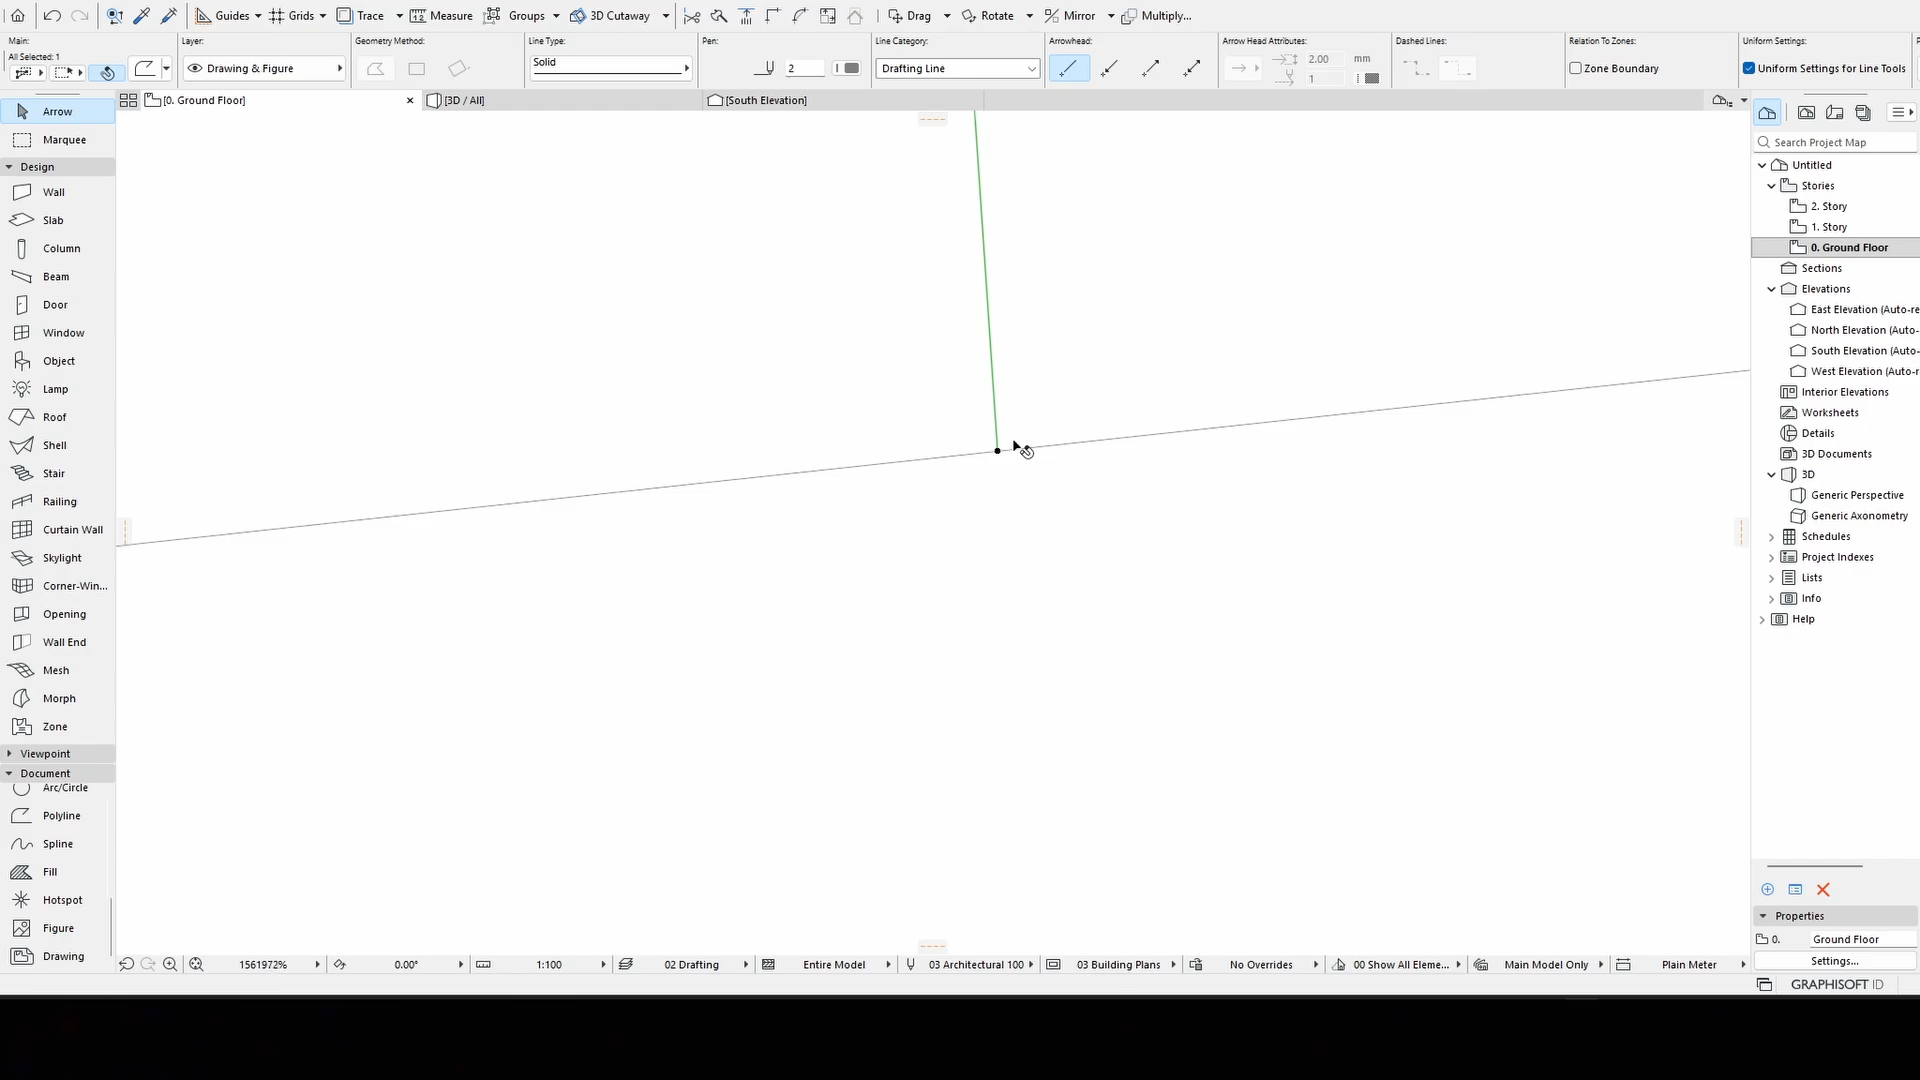 Guides
Grids
Trace
Measure
Groups
3D Cutaway
Drag
Rotate
Mirror
Multiply...
Main:
All Selected: 1
Layer:
Drawing & Figure
Geometry Method:
Line Type:
Solid
Pen:
2
Line Category:
Drafting Line
Arrowhead:
Arrow Head Attributes:
2.00 mm
1
Dashed Lines:
Relation To Zones:
Zone Boundary
Uniform Settings:
Uniform Settings for Line Tools
[0. Ground Floor]
[3D / All]
[South Elevation]
Arrow
Marquee
Design
Wall
Slab
Column
Beam
Door
Window
Object
Lamp
Roof
Shell
Stair
Railing
Curtain Wall
Skylight
Corner-Win...
Opening
Wall End
Mesh
Morph
Zone
Viewpoint
Document
Arc/Circle
Polyline
Spline
Fill
Hotspot
Figure
Drawing
Search Project Map
Untitled
Stories
2. Story
1. Story
0. Ground Floor
Sections
Elevations
East Elevation (Auto-re
North Elevation (Auto-
South Elevation (Auto-
West Elevation (Auto-r
Interior Elevations
Worksheets
Details
3D Documents
3D
Generic Perspective
Generic Axonometry
Schedules
Project Indexes
Lists
Info
Help
Properties
0. Ground Floor
Settings...
1561972%
0.00°
1:100
02 Drafting
Entire Model
03 Architectural 100
03 Building Plans
No Overrides
00 Show All Eleme...
Main Model Only
Plain Meter
GRAPHISOFT ID